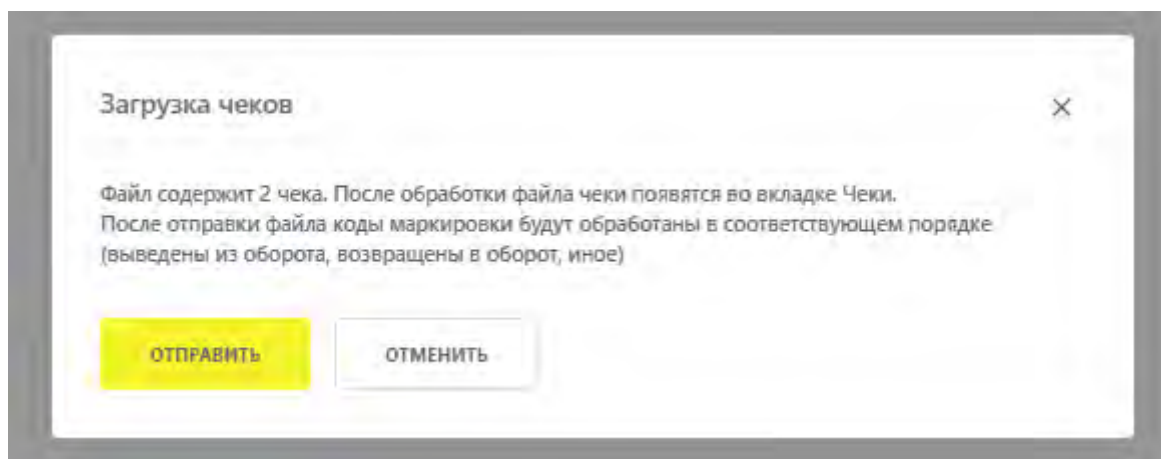 Загрузка чеков
Файл содержит 2 чека. После обработки файла чеки появятся во вкладке Чеки.
После отправки файла коды маркировки будут обработаны в соответствующем порядке
(выведены из оборота, возвращены в оборот, иное)
ОТПРАВИТЬ ОТМЕНИТЬ